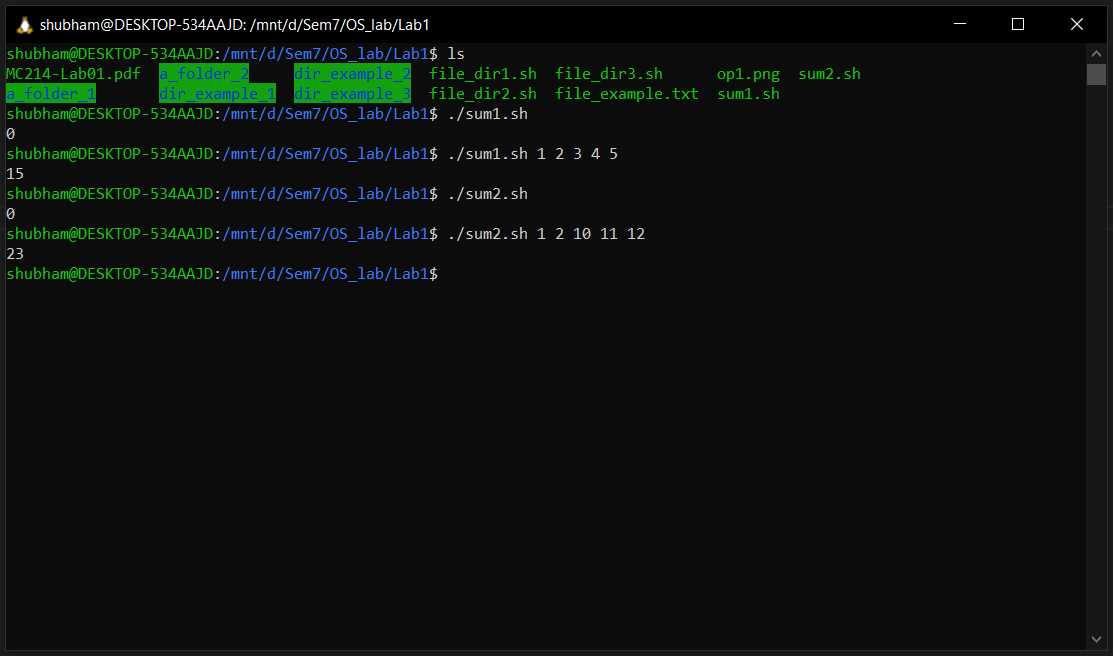 shubham@DESKTOP-534AAJD: /mnt/d/Sem7/OS_lab/Lab1
shubham@DESKTOP-534AAJD:/mnt/d/Sem7/OS_lab/Lab1$ ls
MC214-Lab01.pdf  a_folder_2     dir_example_2  file_dir1.sh  file_dir3.sh      op1.png  sum2.sh
a_folder_1       dir_example_1  dir_example_3  file_dir2.sh  file_example.txt  sum1.sh
shubham@DESKTOP-534AAJD:/mnt/d/Sem7/OS_lab/Lab1$ ./sum1.sh
0
shubham@DESKTOP-534AAJD:/mnt/d/Sem7/OS_lab/Lab1$ ./sum1.sh 1 2 3 4 5
15
shubham@DESKTOP-534AAJD:/mnt/d/Sem7/OS_lab/Lab1$ ./sum2.sh
0
shubham@DESKTOP-534AAJD:/mnt/d/Sem7/OS_lab/Lab1$ ./sum2.sh 1 2 10 11 12
23
shubham@DESKTOP-534AAJD:/mnt/d/Sem7/OS_lab/Lab1$